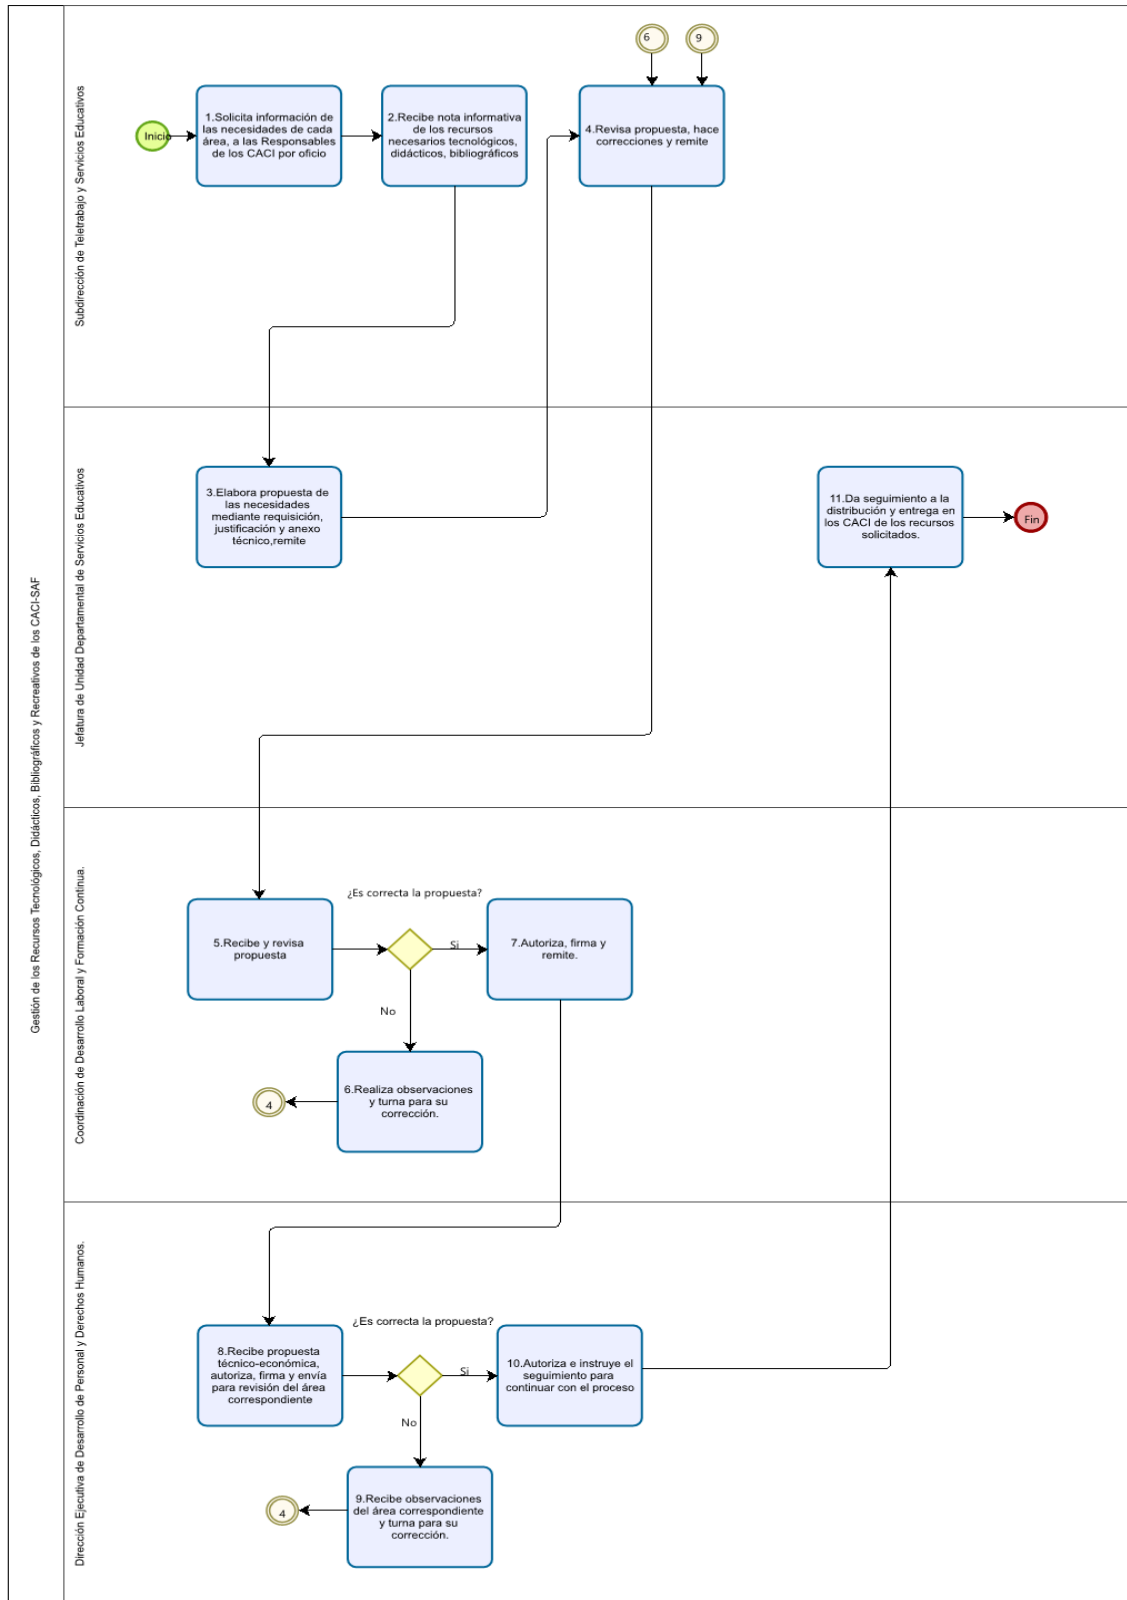 Gestión de los Recursos Tecnológicos, Didácticos, Bibliográficos y Recreativos de los CACI-SAF
Subdirección de Teletrabajo y Servicios Educativos
6
9
Inicio
1.Solicita información de
las necesidades de cada
área, a las Responsables
de los CACI por oficio
2.Recibe nota informativa
de los recursos
necesarios tecnológicos,
didácticos, bibliográficos
4.Revisa propuesta, hace
correcciones y remite
Jefatura de Unidad Departamental de Servicios Educativos
3.Elabora propuesta de
las necesidades
mediante requisición,
justificación y anexo
técnico,remite
11.Da seguimiento a la
distribución y entrega en
los CACI de los recursos
solicitados.
Fin
Coordinación de Desarrollo Laboral y Formación Continua.
¿Es correcta la propuesta?
5.Recibe y revisa
propuesta
Si
7.Autoriza, firma y
remite.
No
6.Realiza observaciones
y turna para su
corrección.
4
Dirección Ejecutiva de Desarrollo de Personal y Derechos Humanos.
¿Es correcta la propuesta?
8.Recibe propuesta
técnico-económica,
autoriza, firma y envía
para revisión del área
correspondiente
Si
10.Autoriza e instruye el
seguimiento para
continuar con el proceso
No
9.Recibe observaciones
del área correspondiente
y turna para su
corrección.
4